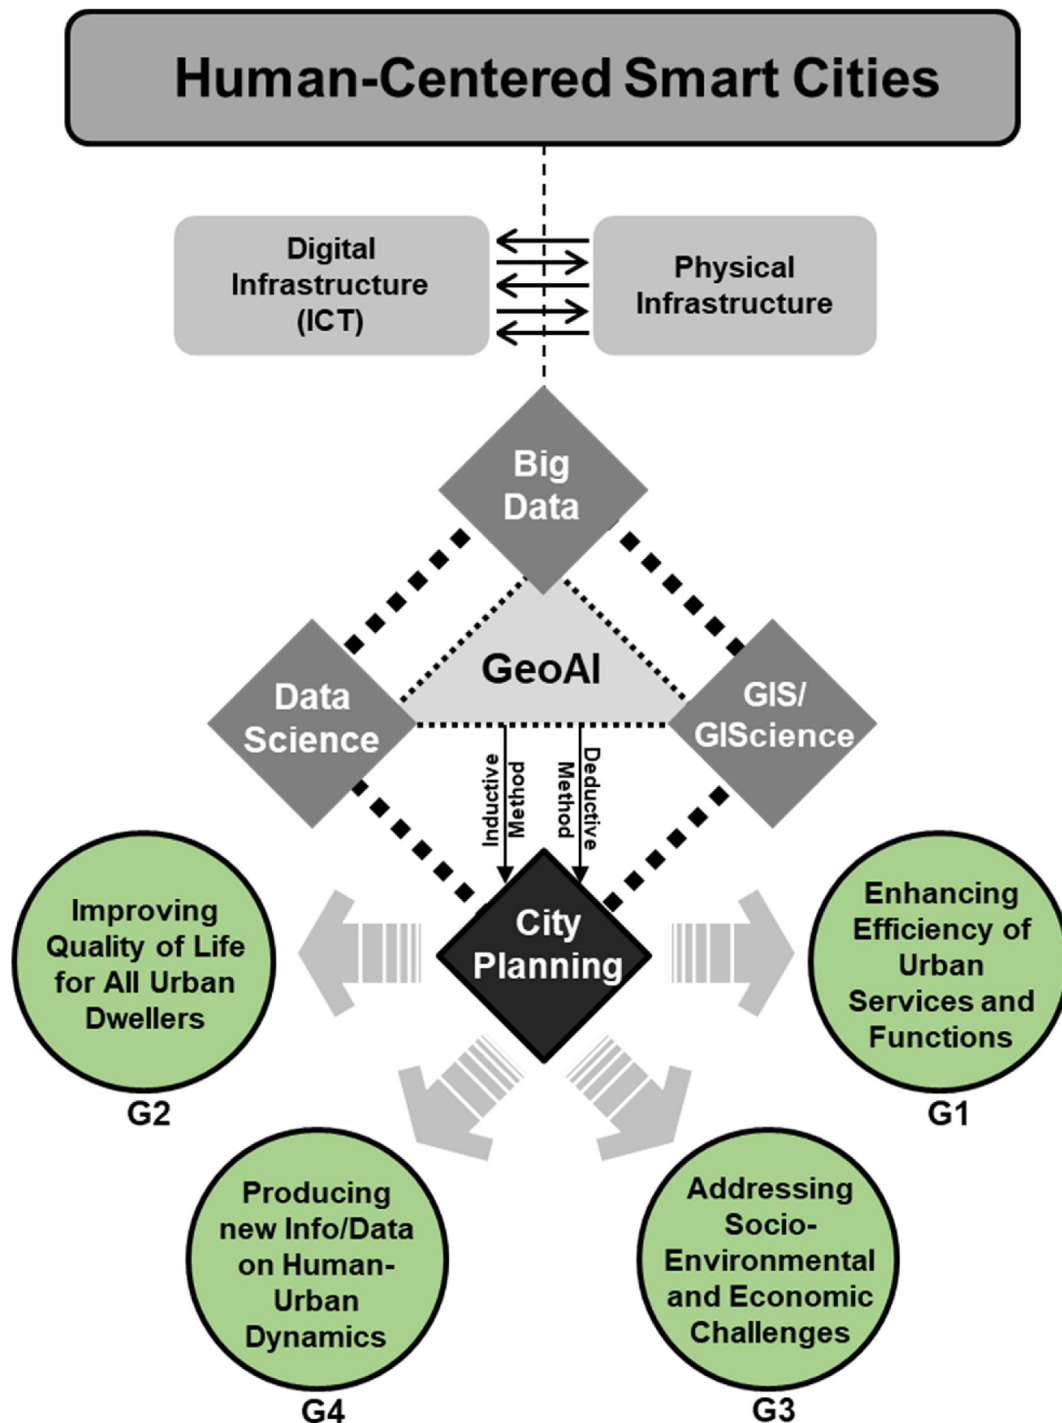 Human-Centered Smart Cities
Digital
Infrastructure
(ICT)
Physical
Infrastructure
Big
Data
GeoAI
Data
Science
GIS/
GIScience
Inductive
Method
Deductive
Method
City
Planning
Improving
Quality of Life
for All Urban
Dwellers
G2
Enhancing
Efficiency of
Urban
Services and
Functions
G1
Producing
new Info/Data
on Human-
Urban
Dynamics
G4
Addressing
Socio-
Environmental
and Economic
Challenges
G3